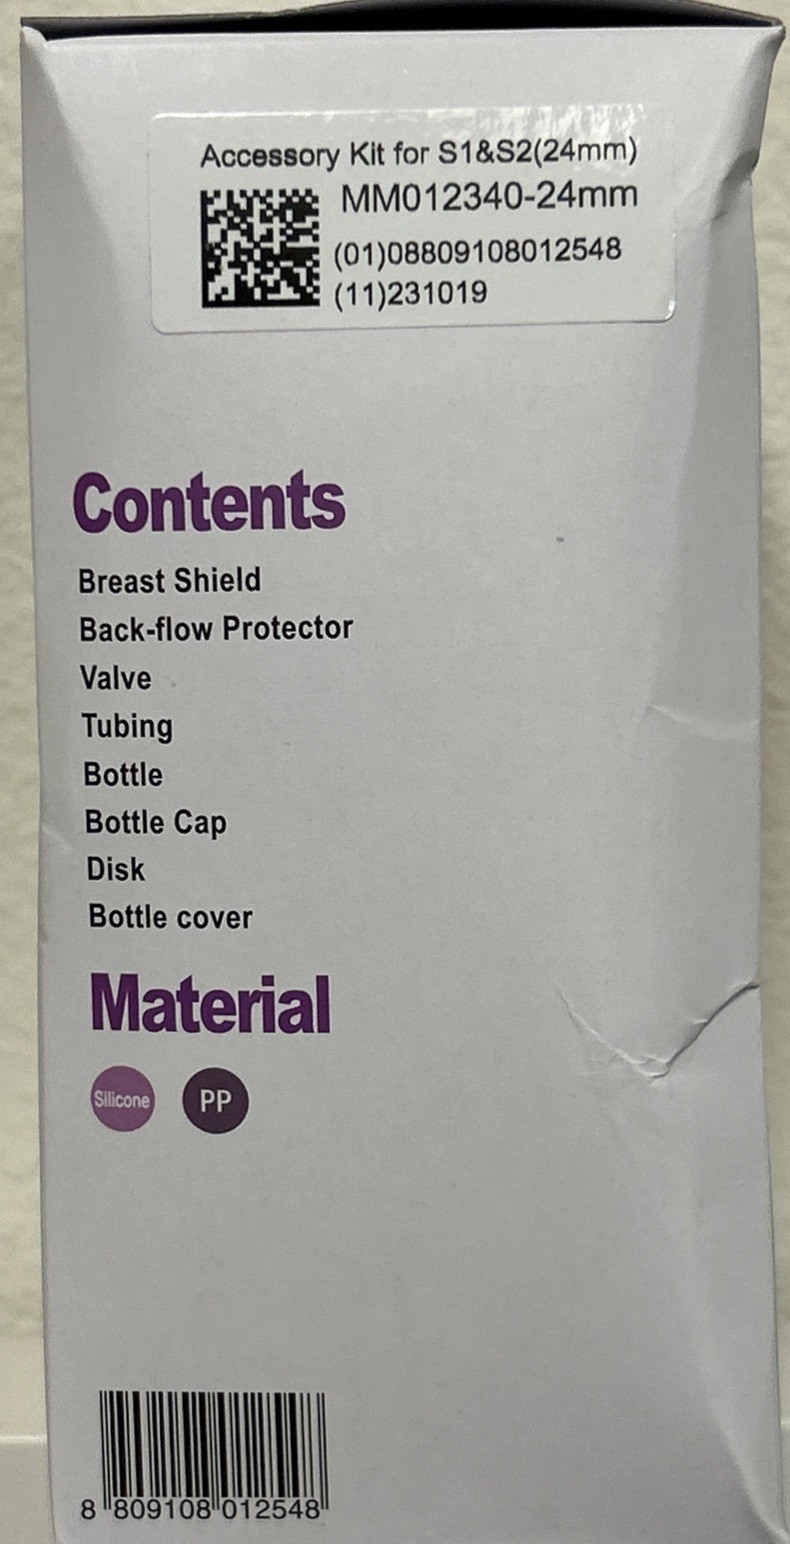 Accessory Kit for S1&S2(24mm)
MM012340-24mm
(01)08809108012548
(11)231019
Contents
Breast Shield
Back-flow Protector
Valve
Tubing
Bottle
Bottle Cap
Disk
Bottle cover
Material
Silicone PP
8 809108 012548